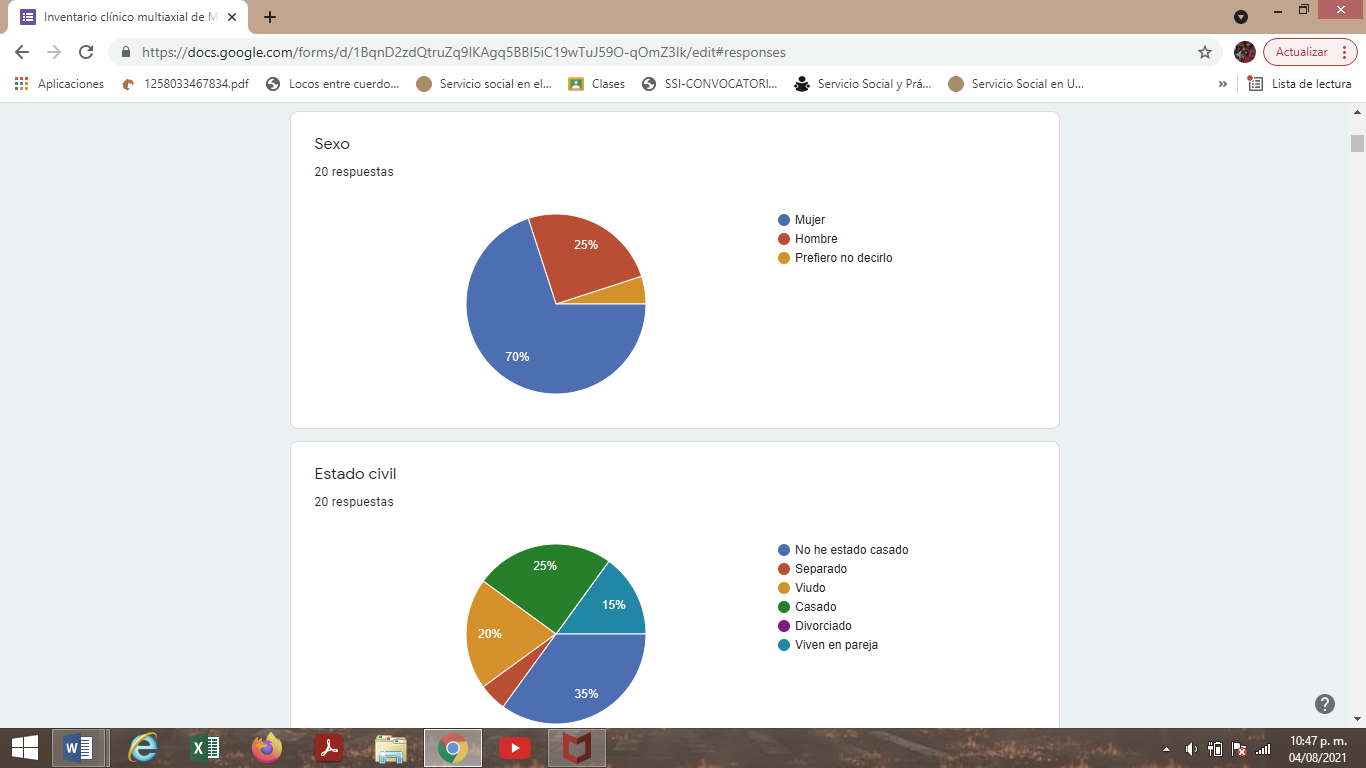 Inventario clínico multiaxial de M
https://docs.google.com/forms/d/1BqnD2zdQtruZq9IKAgq5BBI5iC19wTuJ59O-qOmZ3Ik/edit#responses
Actualizar
Aplicaciones
1258033467834.pdf
Locos entre cuerdo...
Servicio social en el...
Clases
SSI-CONVOCATORI...
Servicio Social y Prá...
Servicio Social en U...
»
Lista de lectura
Sexo
20 respuestas
25%
70%
Mujer
Hombre
Prefiero no decirlo
Estado civil
20 respuestas
25%
15%
20%
35%
No he estado casado
Separado
Viudo
Casado
Divorciado
Viven en pareja
10:47 p. m.
04/08/2021